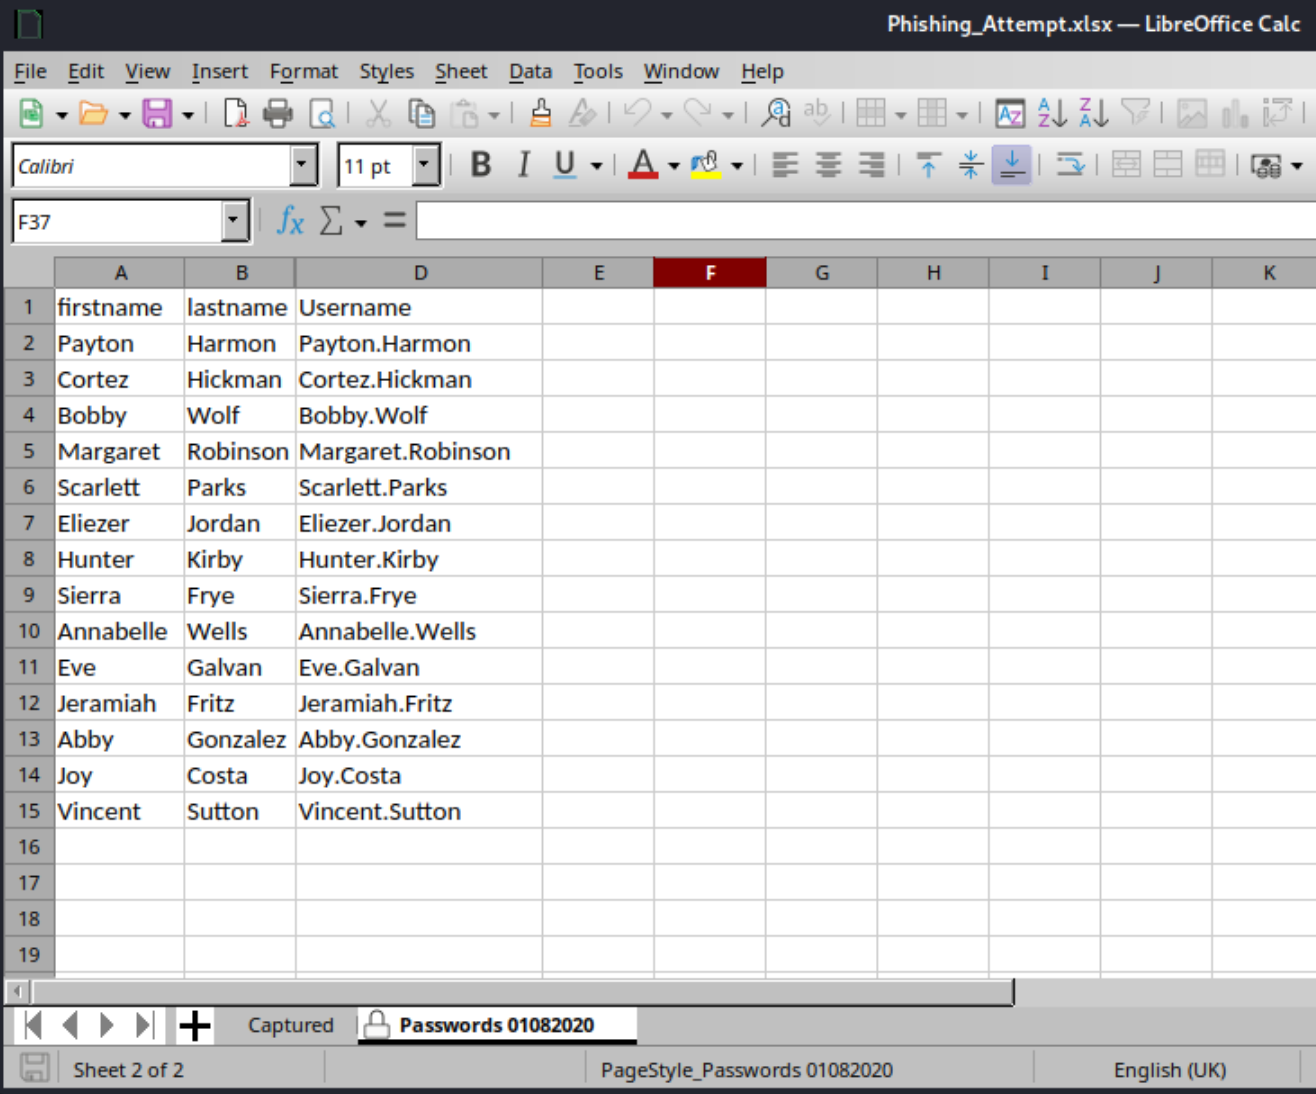 Phishing_Attempt.xlsx — LibreOffice Calc
File Edit View Insert Format Styles Sheet Data Tools Window Help
Calibri 11 pt B I U A
F37 fx Σ =
A B D E F G H I J K
1 firstname lastname Username
2 Payton Harmon Payton.Harmon
3 Cortez Hickman Cortez.Hickman
4 Bobby Wolf Bobby.Wolf
5 Margaret Robinson Margaret.Robinson
6 Scarlett Parks Scarlett.Parks
7 Eliezer Jordan Eliezer.Jordan
8 Hunter Kirby Hunter.Kirby
9 Sierra Frye Sierra.Frye
10 Annabelle Wells Annabelle.Wells
11 Eve Galvan Eve.Galvan
12 Jeramiah Fritz Jeramiah.Fritz
13 Abby Gonzalez Abby.Gonzalez
14 Joy Costa Joy.Costa
15 Vincent Sutton Vincent.Sutton
16
17
18
19
Captured Passwords 01082020
Sheet 2 of 2 PageStyle_Passwords 01082020 English (UK)